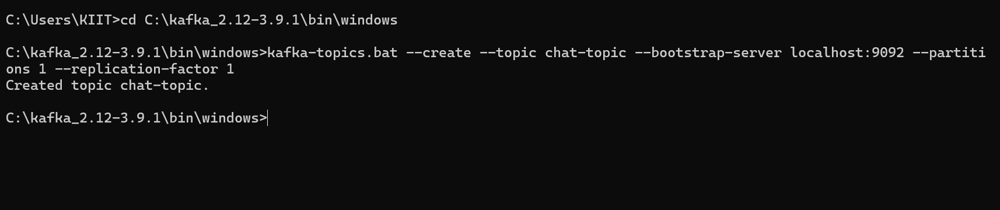 C:\Users\KIIT>cd C:\kafka_2.12-3.9.1\bin\windows
C:\kafka_2.12-3.9.1\bin\windows>kafka-topics.bat --create --topic chat-topic --bootstrap-server localhost:9092 --partiti
ons 1 --replication-factor 1
Created topic chat-topic.
C:\kafka_2.12-3.9.1\bin\windows>